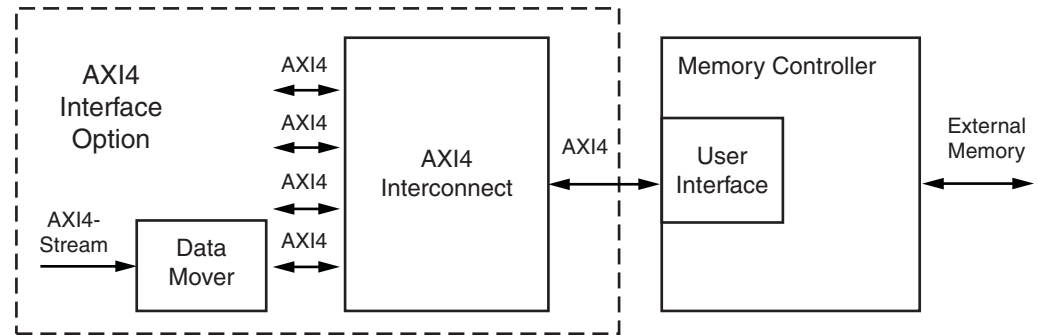 AXI4
Interface
Option
AXI4-
Stream
Data
Mover
AXI4
AXI4
AXI4
AXI4
AXI4
Interconnect
AXI4
Memory Controller
User
Interface
External
Memory